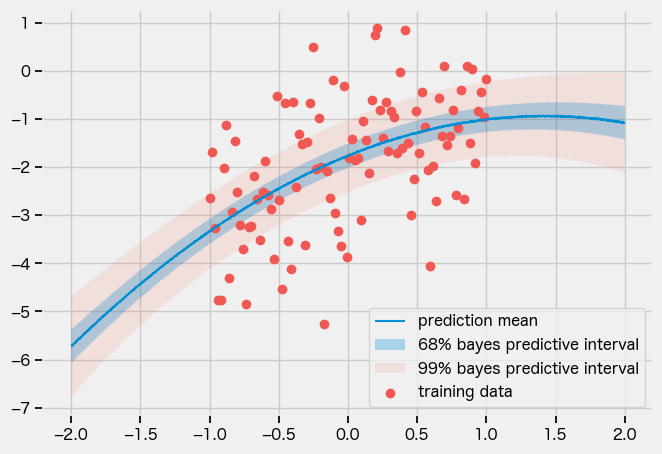 1
0
−1
−2
−3
−4
−5
−6
−7
−2.0 −1.5 −1.0 −0.5 0.0 0.5 1.0 1.5 2.0
prediction mean
68% bayes predictive interval
99% bayes predictive interval
training data